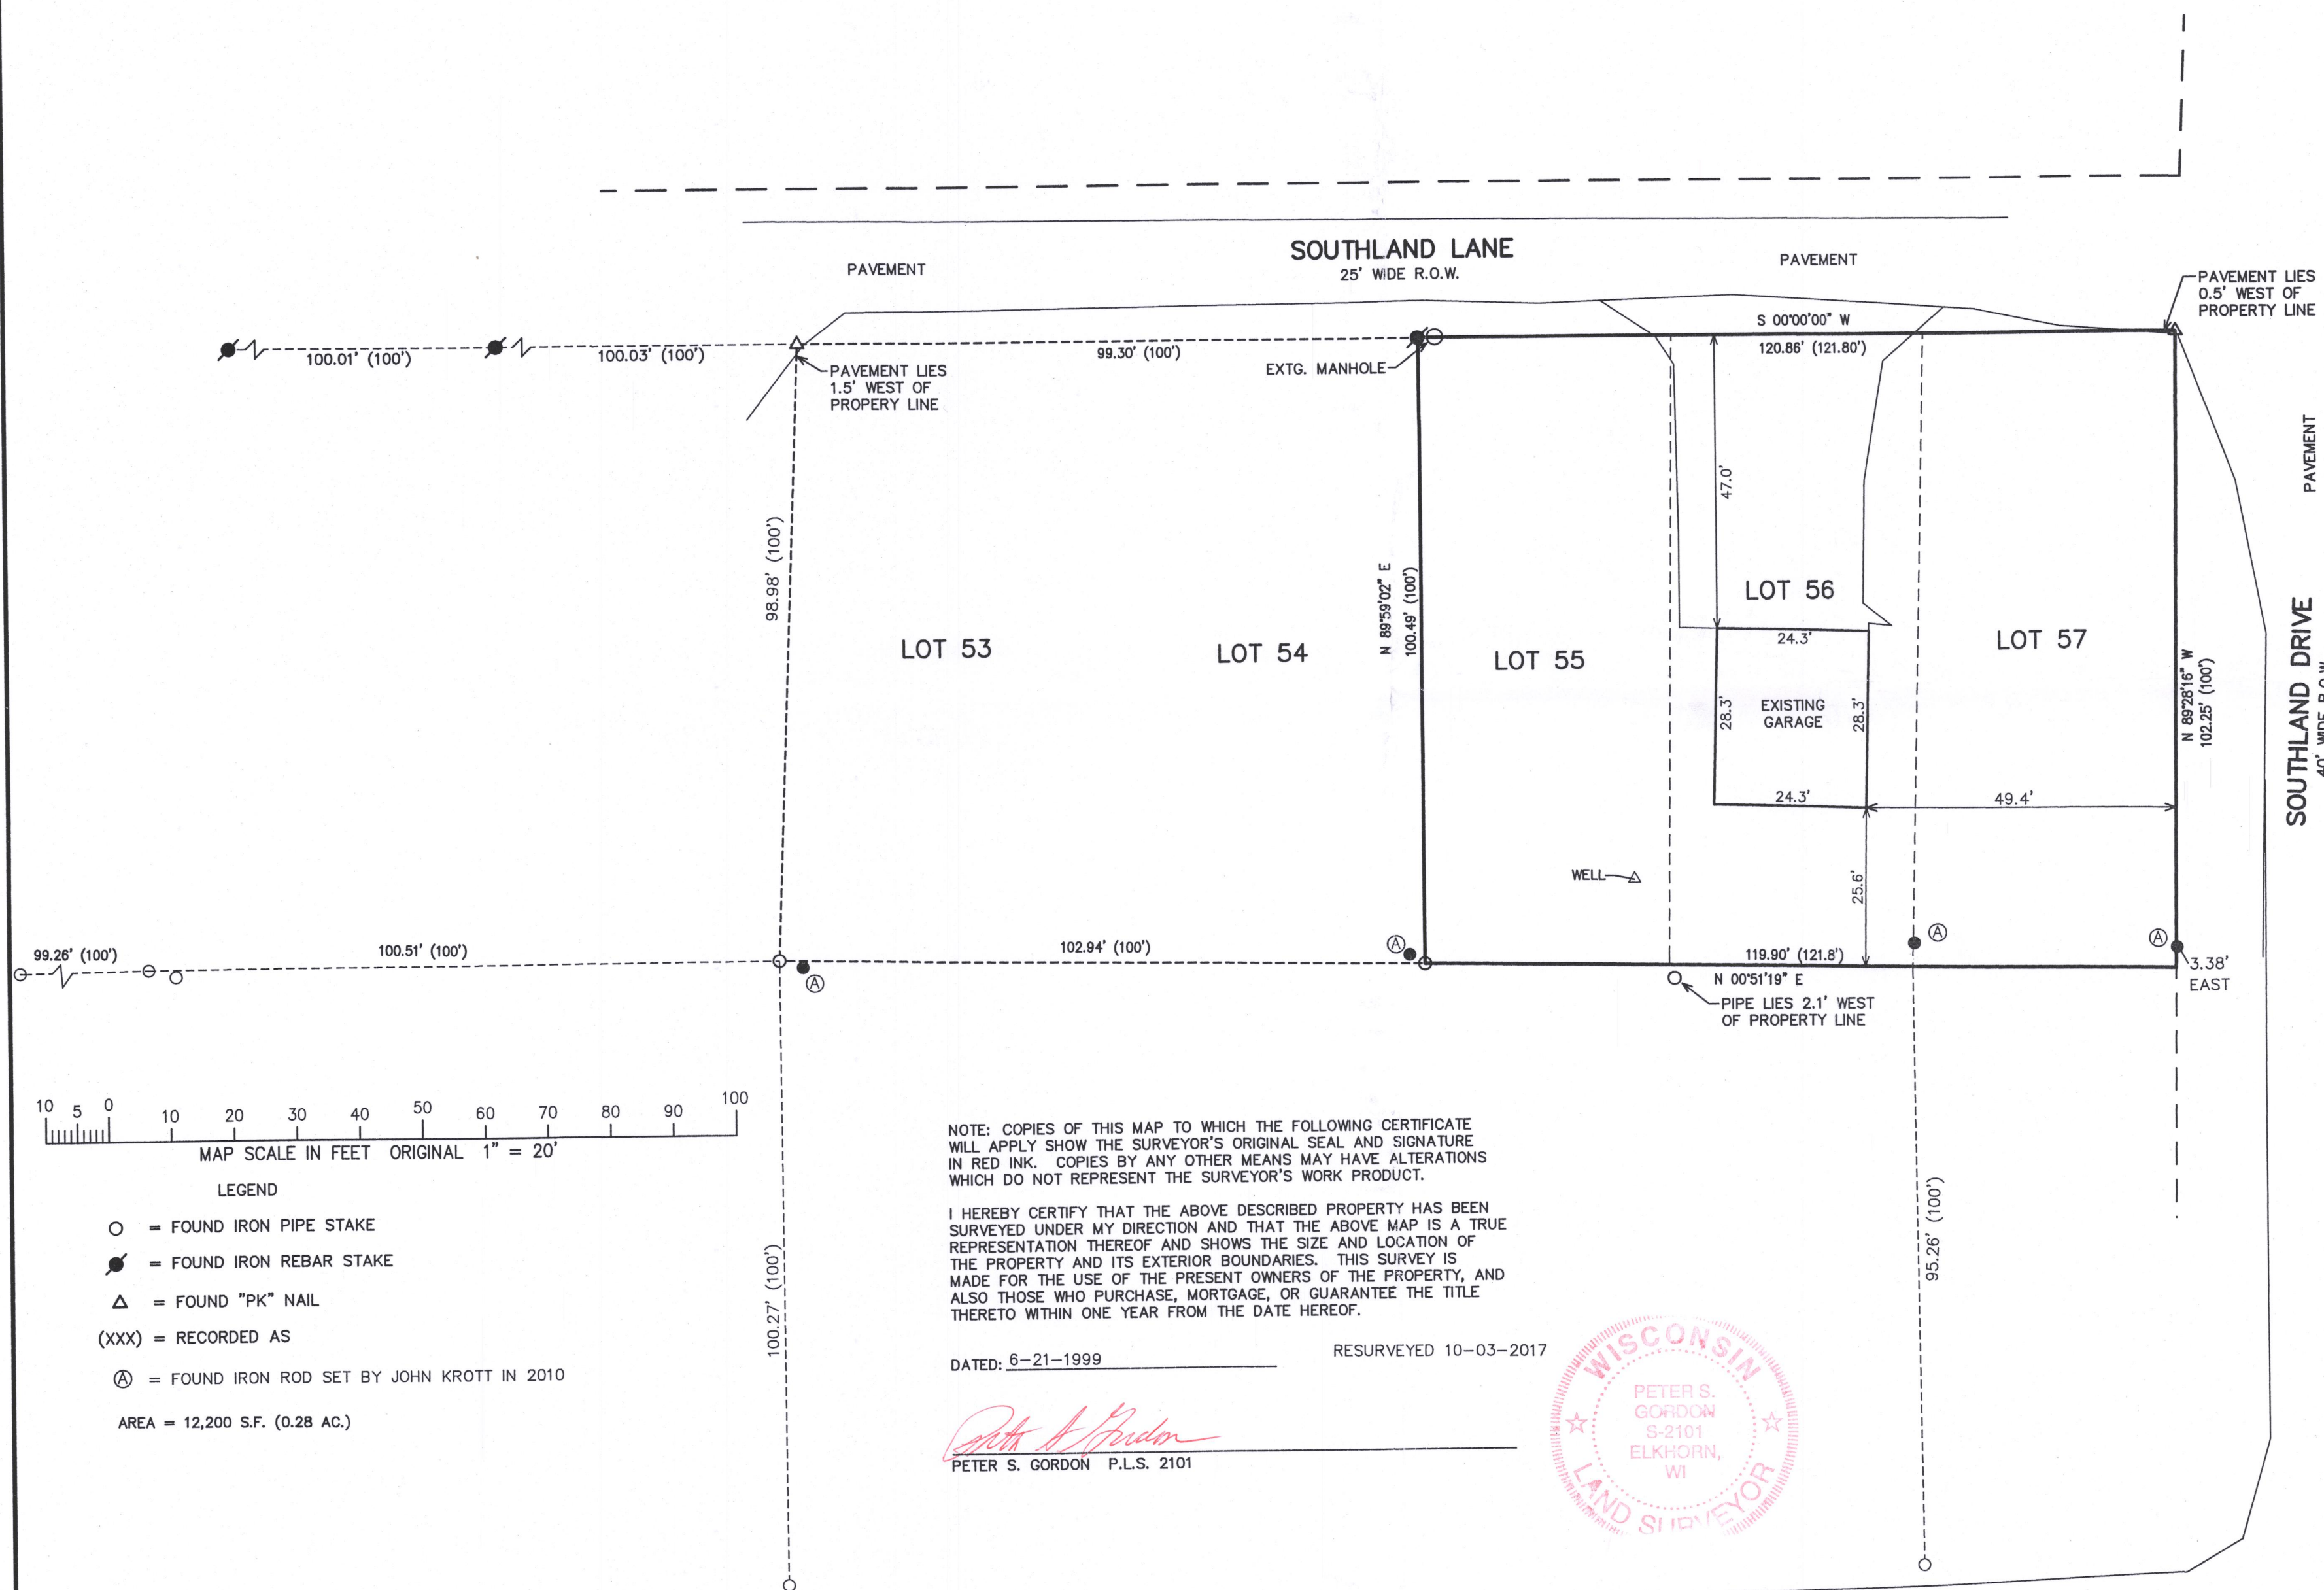 SOUTHLAND LANE
25' WIDE R.O.W.
PAVEMENT
PAVEMENT
PAVEMENT LIES
0.5' WEST OF
PROPERTY LINE
S 00°00'00" W
120.86' (121.80')
100.01' (100')
100.03' (100')
99.30' (100')
EXTG. MANHOLE
PAVEMENT LIES
1.5' WEST OF
PROPERY LINE
PAVEMENT
47.0'
98.98' (100')
N 89°59'02" E
100.49' (100')
LOT 53
LOT 54
LOT 55
LOT 56
LOT 57
24.3'
28.3'
EXISTING
GARAGE
28.3'
24.3'
49.4'
N 89°28'16" W
102.25' (100')
SOUTHLAND DRIVE
40' WIDE R.O.W.
WELL
25.6'
99.26' (100')
100.51' (100')
102.94' (100')
119.90' (121.8')
A
A
A
A
N 00°51'19" E
3.38'
EAST
PIPE LIES 2.1' WEST
OF PROPERTY LINE
10 5 0 10 20 30 40 50 60 70 80 90 100
MAP SCALE IN FEET ORIGINAL 1" = 20'
LEGEND
= FOUND IRON PIPE STAKE
= FOUND IRON REBAR STAKE
= FOUND "PK" NAIL
(XXX) = RECORDED AS
A = FOUND IRON ROD SET BY JOHN KROTT IN 2010
AREA = 12,200 S.F. (0.28 AC.)
100.27' (100')
95.26' (100')
NOTE: COPIES OF THIS MAP TO WHICH THE FOLLOWING CERTIFICATE
WILL APPLY SHOW THE SURVEYOR'S ORIGINAL SEAL AND SIGNATURE
IN RED INK. COPIES BY ANY OTHER MEANS MAY HAVE ALTERATIONS
WHICH DO NOT REPRESENT THE SURVEYOR'S WORK PRODUCT.
I HEREBY CERTIFY THAT THE ABOVE DESCRIBED PROPERTY HAS BEEN
SURVEYED UNDER MY DIRECTION AND THAT THE ABOVE MAP IS A TRUE
REPRESENTATION THEREOF AND SHOWS THE SIZE AND LOCATION OF
THE PROPERTY AND ITS EXTERIOR BOUNDARIES. THIS SURVEY IS
MADE FOR THE USE OF THE PRESENT OWNERS OF THE PROPERTY, AND
ALSO THOSE WHO PURCHASE, MORTGAGE, OR GUARANTEE THE TITLE
THERETO WITHIN ONE YEAR FROM THE DATE HEREOF.
DATED: 6-21-1999
RESURVEYED 10-03-2017
PETER S. GORDON P.L.S. 2101
WISCONSIN
PETER S.
GORDON
S-2101
ELKHORN,
WI
LAND SURVEYOR